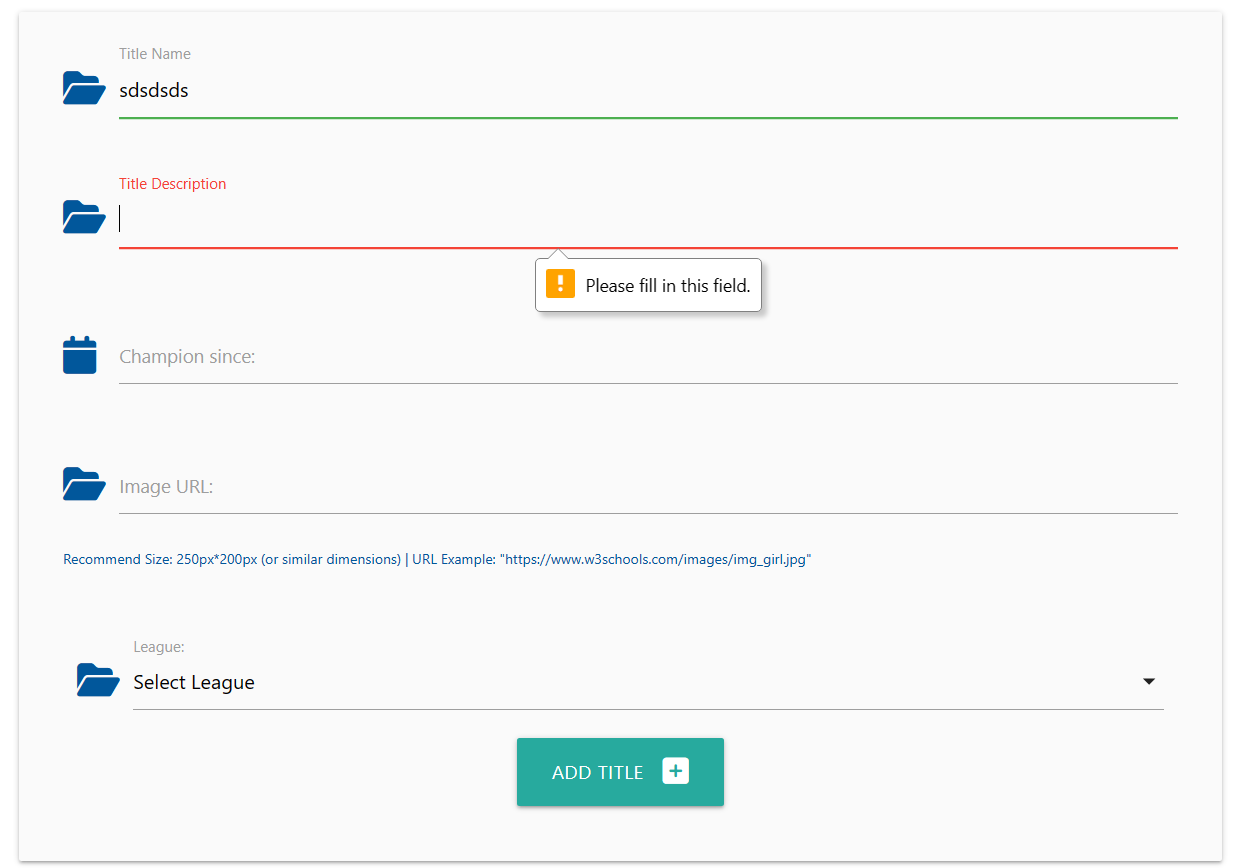 Title Name
sdsdsds
Title Description
Please fill in this field.
Champion since:
Image URL:
Recommend Size: 250px*200px (or similar dimensions) | URL Example: "https://www.w3schools.com/images/img_girl.jpg"
League:
Select League
ADD TITLE